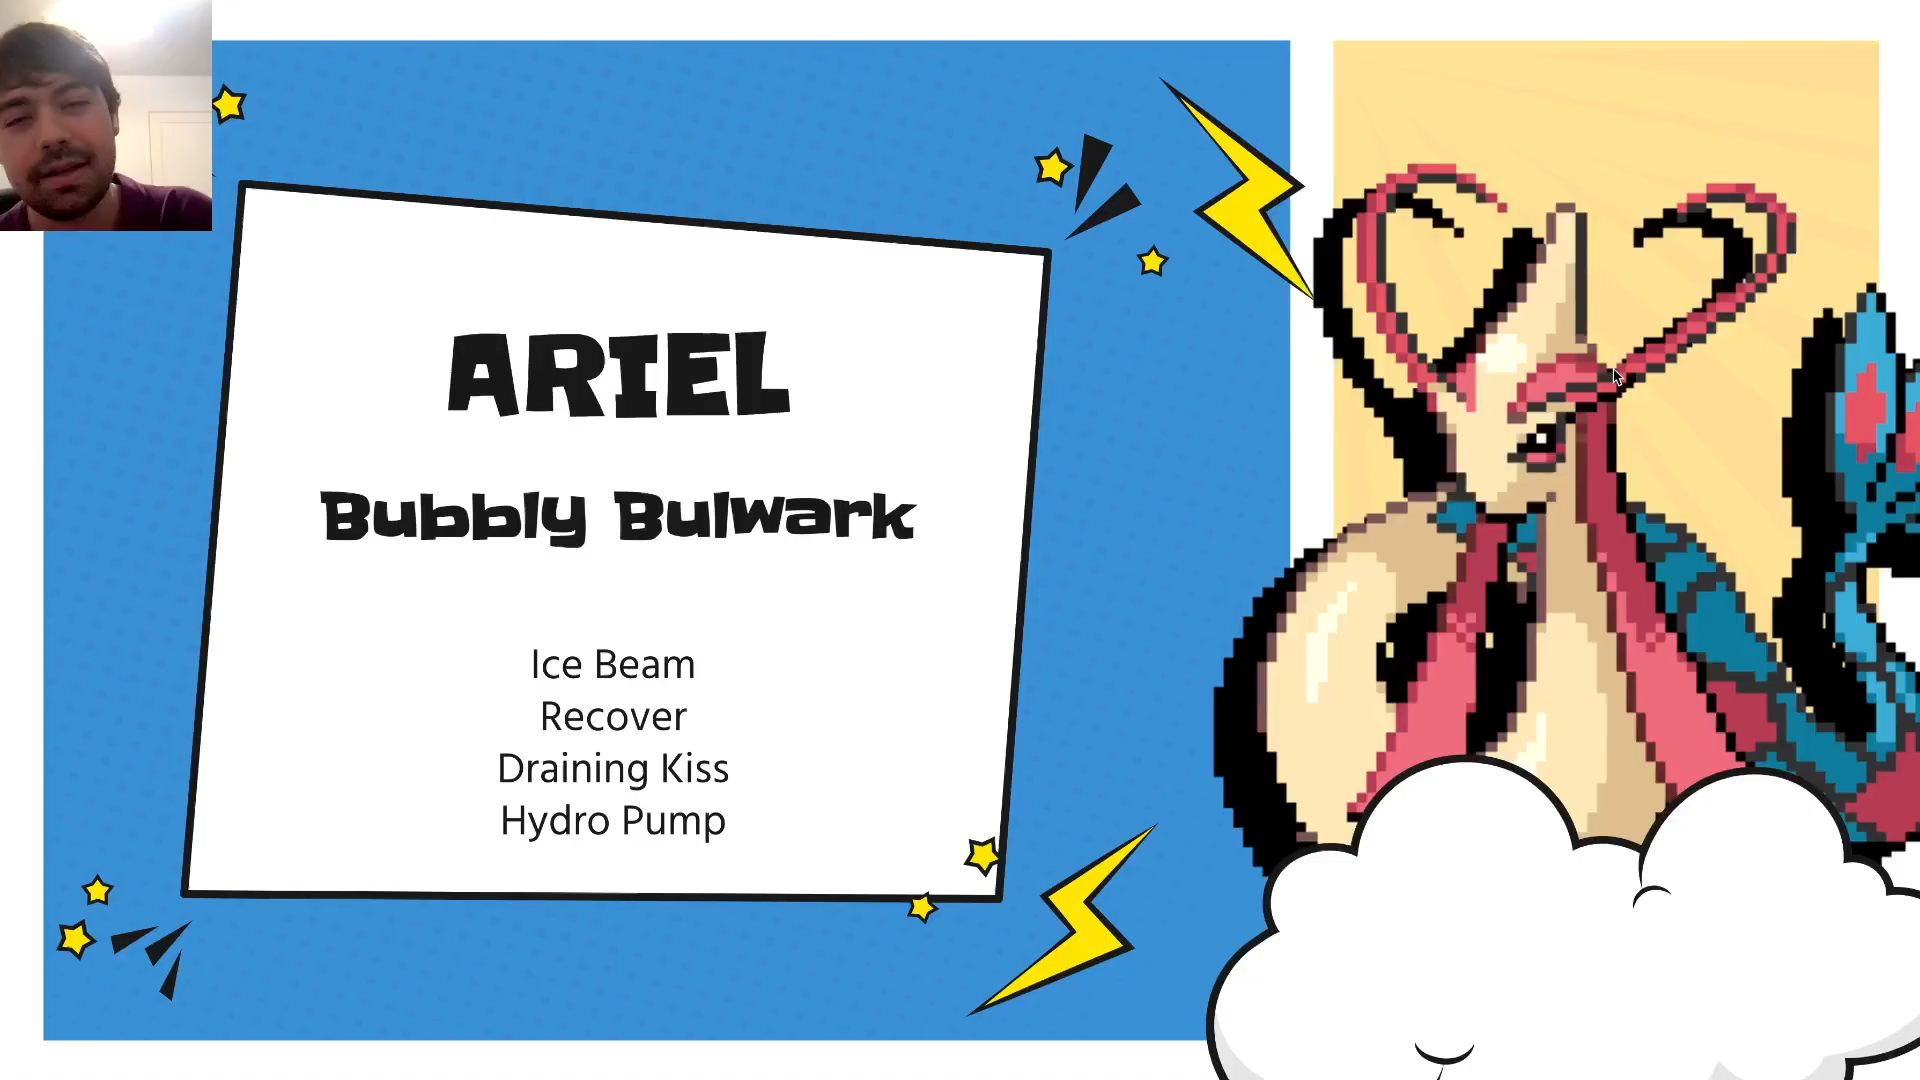 ARIEL
Bubbly Bulwark
Ice Beam
Recover
Draining Kiss
Hydro Pump